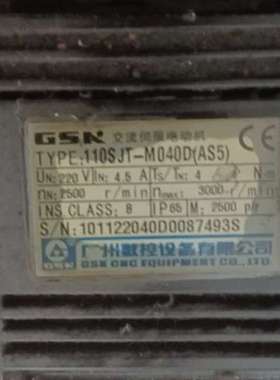 GSK 交流伺服电动机 CE
TYPE:110SJT-M040D(AS5)
UN:220 V IN: 4.5 A TS/TN: 4 N·m
nN:2500 r/min nmax: 3000 r/min
INS CLASS: B IP65 M: 2500 p/r
S/N:101122040D0087493S
广州数控设备有限公司
GSK CNC EQUIPMENT CO.,LTD